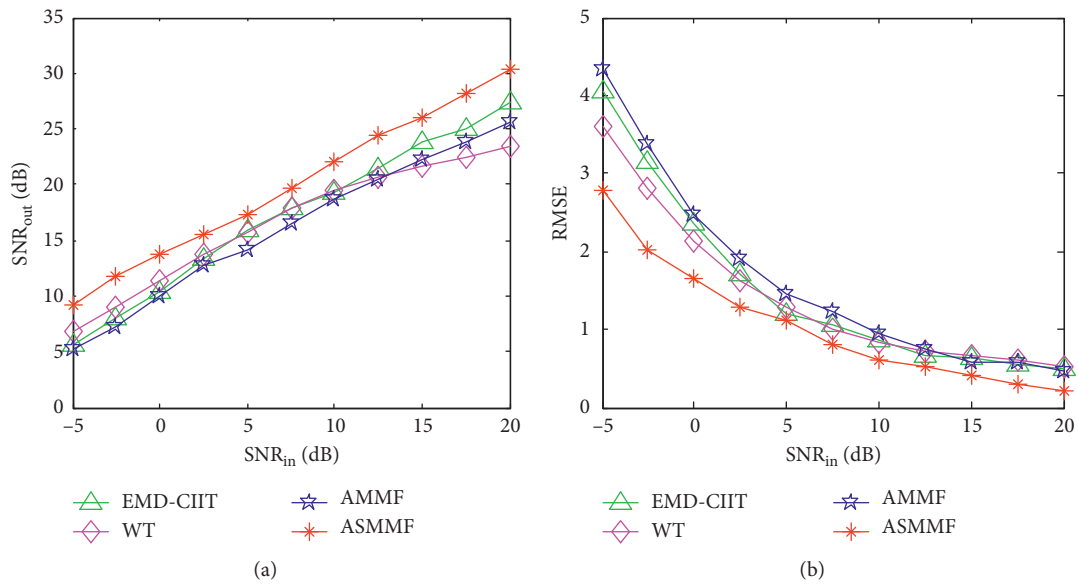 35
30
25
20
15
10
5
0
SNRout (dB)
–5 0 5 10 15 20
SNRin (dB)
EMD-CIIT
WT
AMMF
ASMMF
(a)
5
4
3
2
1
0
RMSE
–5 0 5 10 15 20
SNRin (dB)
EMD-CIIT
WT
AMMF
ASMMF
(b)